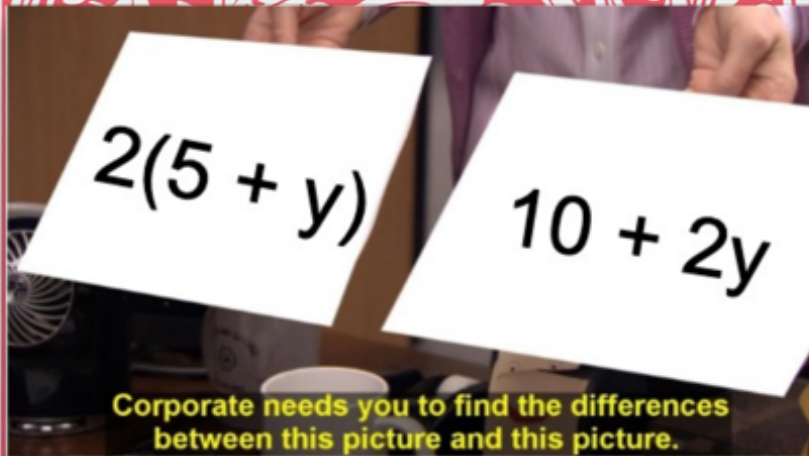 2(5 + y)
10 + 2y
Corporate needs you to find the differences
between this picture and this picture.